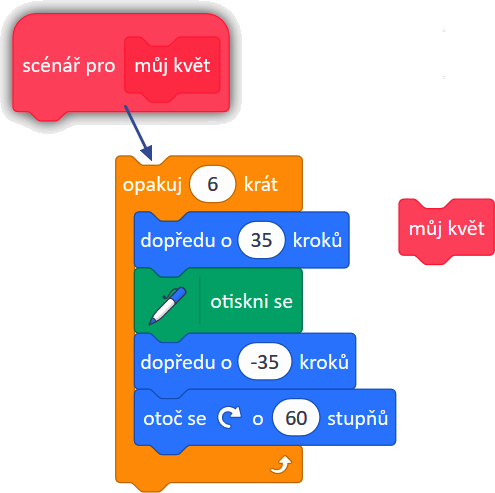 scénář pro můj květ
opakuj 6 krát
dopředu o 35 kroků
můj květ
otiskni se
dopředu o -35 kroků
otoč se o 60 stupňů